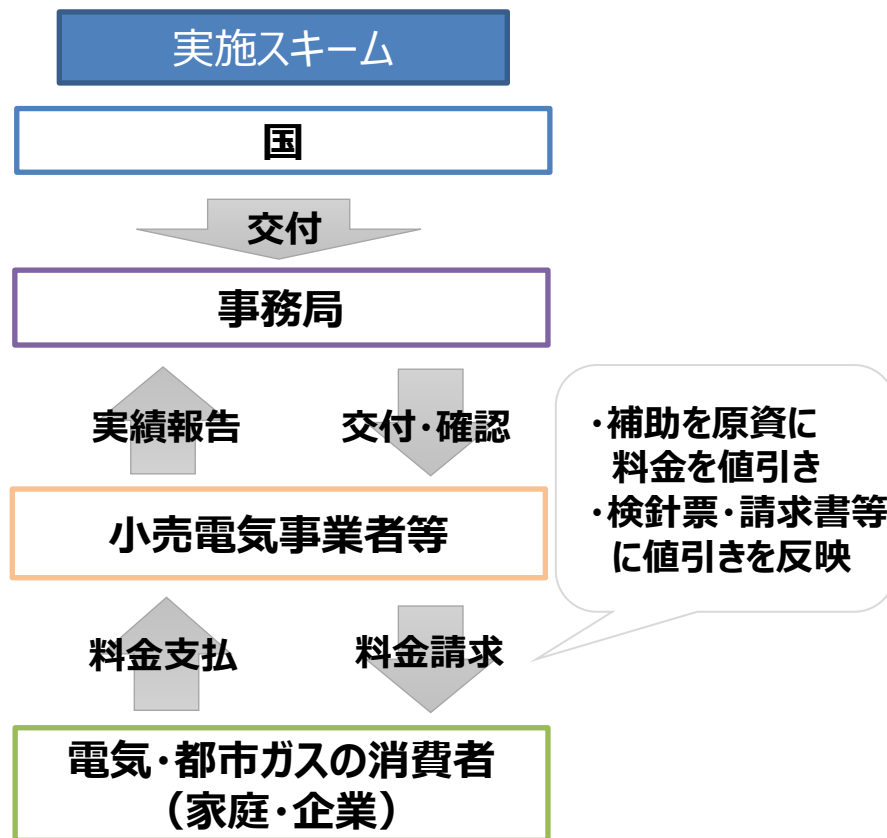 実施スキーム
国
交付
事務局
実績報告
交付・確認
・補助を原資に
料金を値引き
・検針票・請求書等
に値引きを反映
小売電気事業者等
料金支払
料金請求
電気・都市ガスの消費者
（家庭・企業）